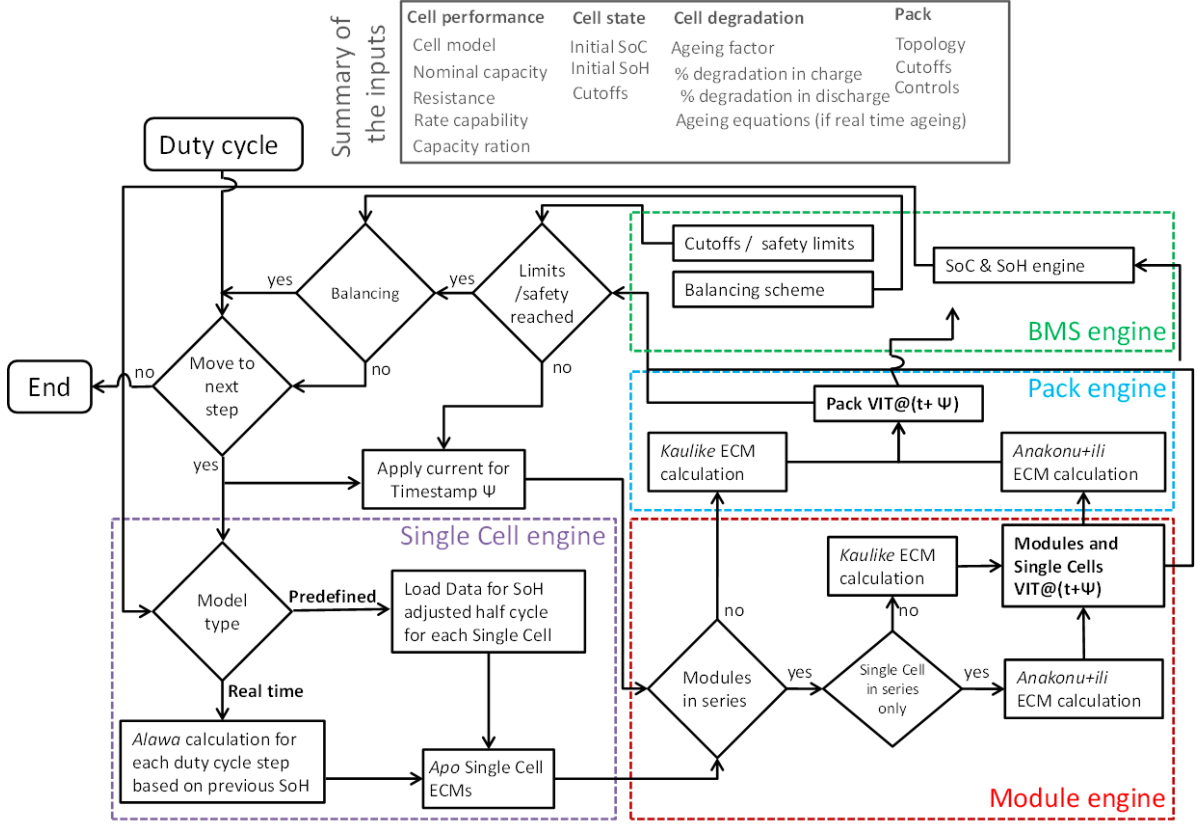 Summary of
the inputs
Cell performance
Cell model
Nominal capacity
Resistance
Rate capability
Capacity ration
Cell state
Initial SoC
Initial SoH
Cutoffs
Cell degradation
Ageing factor
% degradation in charge
% degradation in discharge
Ageing equations (if real time ageing)
Pack
Topology
Cutoffs
Controls
Duty cycle
Cutoffs / safety limits
Balancing scheme
SoC & SoH engine
BMS engine
Limits
/safety
reached
yes
no
Balancing
yes
no
Move to
next
step
no
yes
End
Apply current for
Timestamp Ψ
Pack engine
Pack VIT@(t+ Ψ)
Kaulike ECM
calculation
Anakonu+ili
ECM calculation
Single Cell engine
Model
type
Predefined
Real time
Load Data for SoH
adjusted half cycle
for each Single Cell
Alawa calculation for
each duty cycle step
based on previous SoH
Apo Single Cell
ECMs
Modules
in series
no
yes
Kaulike ECM
calculation
no
Single Cell
in series
only
yes
Modules and
Single Cells
VIT@(t+Ψ)
Anakonu+ili
ECM calculation
Module engine